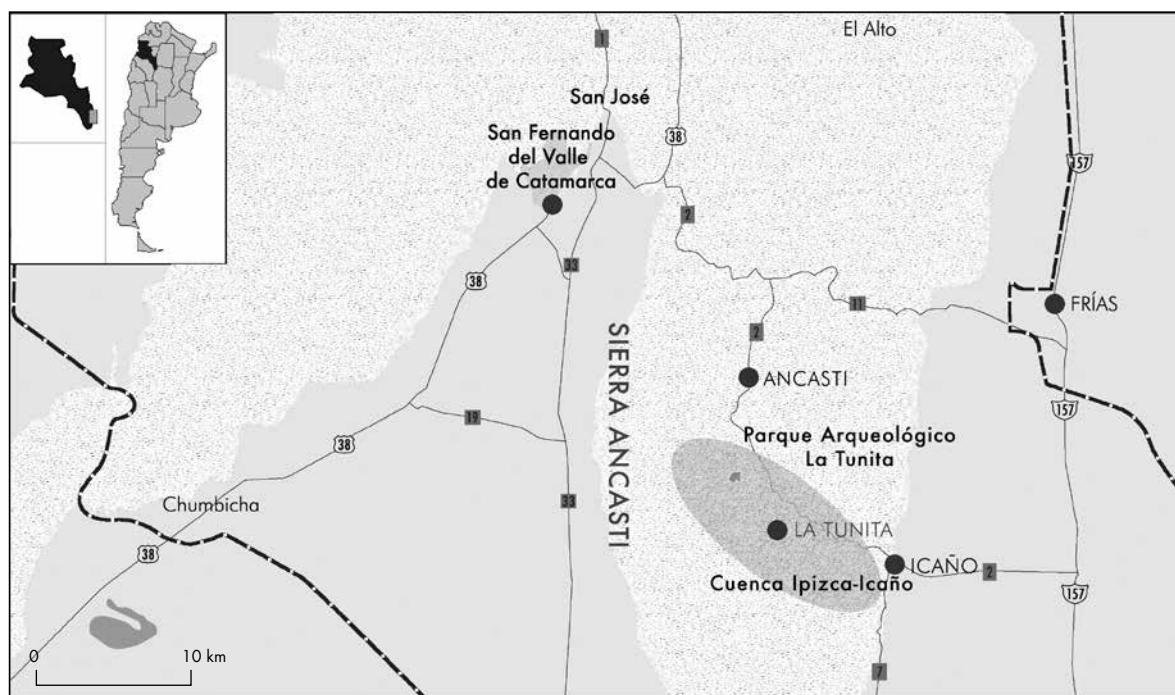 El Alto
1
San José
38
157
San Fernando
del Valle
de Catamarca
2
33
38
11
FRÍAS
2
SIERRA ANCASTI
ANCASTI
19
157
38
Parque Arqueológico
La Tunita
33
Chumbicha
LA TUNITA
38
ICAÑO
2
Cuenca Ipizca-Icaño
157
0 10 km
7